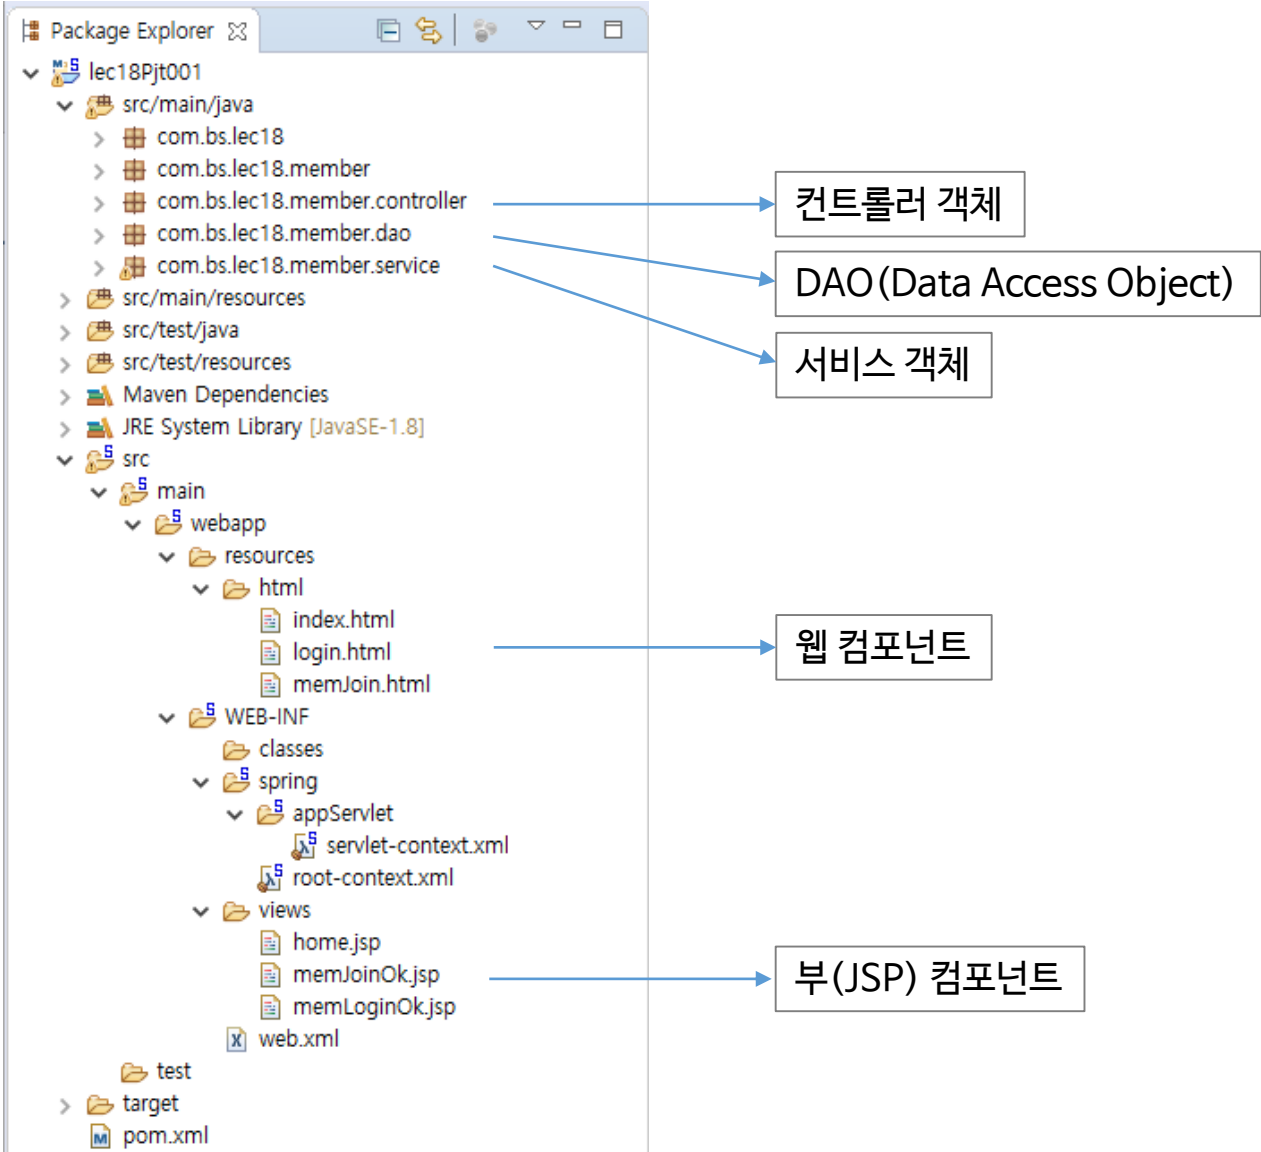 Package Explorer
lec18Pjt001
src/main/java
com.bs.lec18
com.bs.lec18.member
com.bs.lec18.member.controller
컨트롤러 객체
com.bs.lec18.member.dao
DAO(Data Access Object)
com.bs.lec18.member.service
서비스 객체
src/main/resources
src/test/java
src/test/resources
Maven Dependencies
JRE System Library [JavaSE-1.8]
src
main
webapp
resources
html
index.html
login.html
웹 컴포넌트
memJoin.html
WEB-INF
classes
spring
appServlet
servlet-context.xml
root-context.xml
views
home.jsp
memJoinOk.jsp
부(JSP) 컴포넌트
memLoginOk.jsp
web.xml
test
target
pom.xml